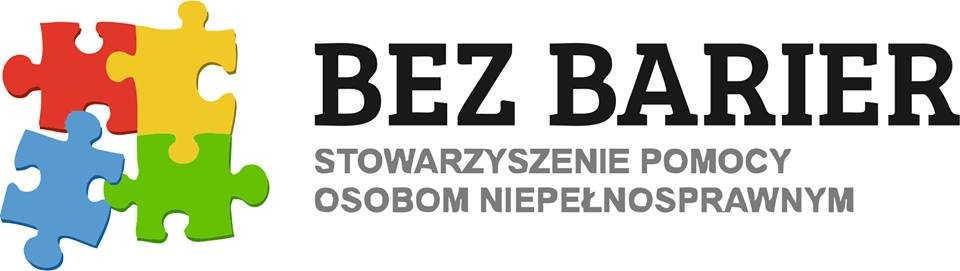 BEZ BARIER
STOWARZYSZENIE POMOCY
OSOBOM NIEPEŁNOSPRAWNYM